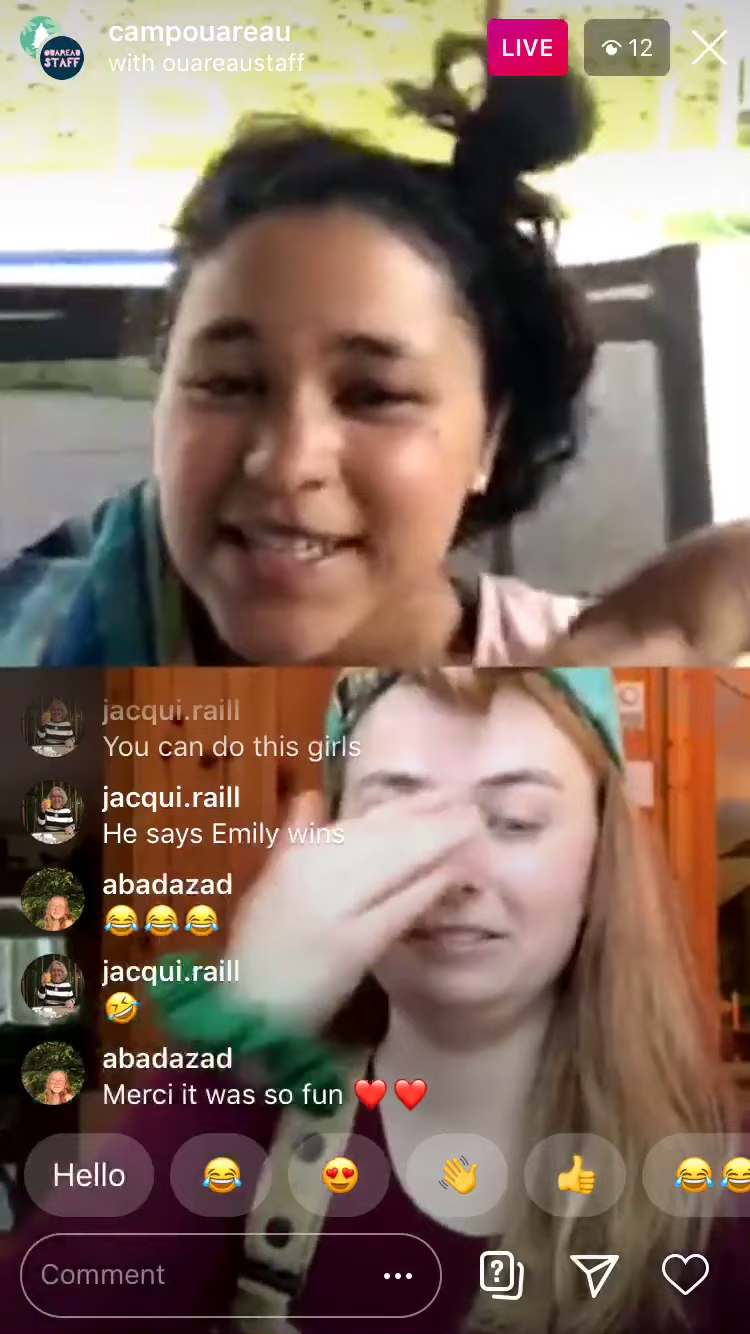 campouareau
with ouareaustaff
OUAREAU
STAFF
LIVE
12
jacqui.raill
You can do this girls
jacqui.raill
He says Emily wins
abadazad
😂😂😂
jacqui.raill
🤣
abadazad
Merci it was so fun ❤️❤️
Hello
Comment